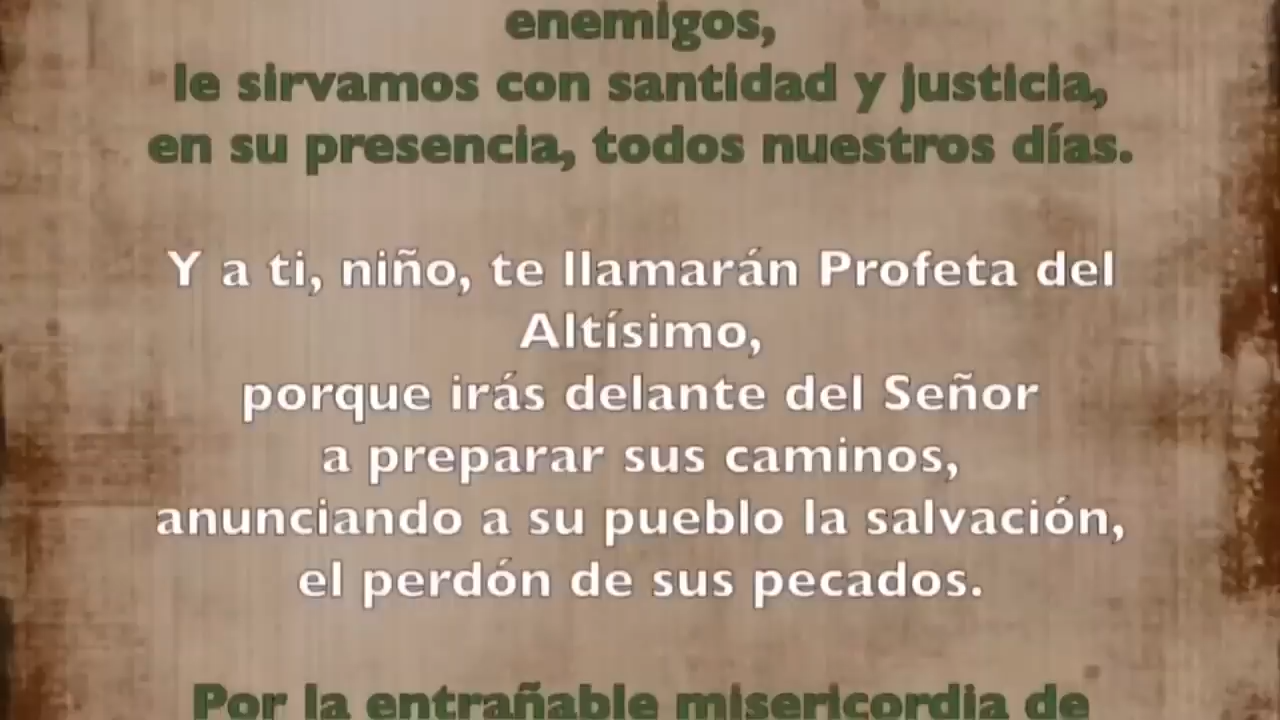 enemigos,
le sirvamos con santidad y justicia,
en su presencia, todos nuestros días.
Y a ti, niño, te llamarán Profeta del
Altísimo,
porque irás delante del Señor
a preparar sus caminos,
anunciando a su pueblo la salvación,
el perdón de sus pecados.
Por la entrañable misericordia de